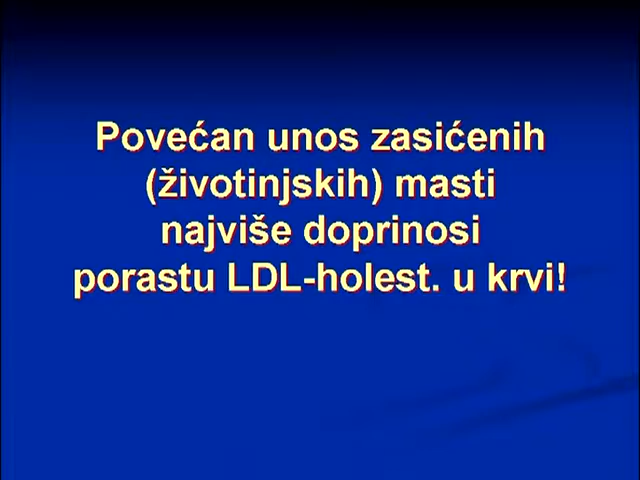 Povećan unos zasićenih
(životinjskih) masti
najviše doprinosi
porastu LDL-holest. u krvi!